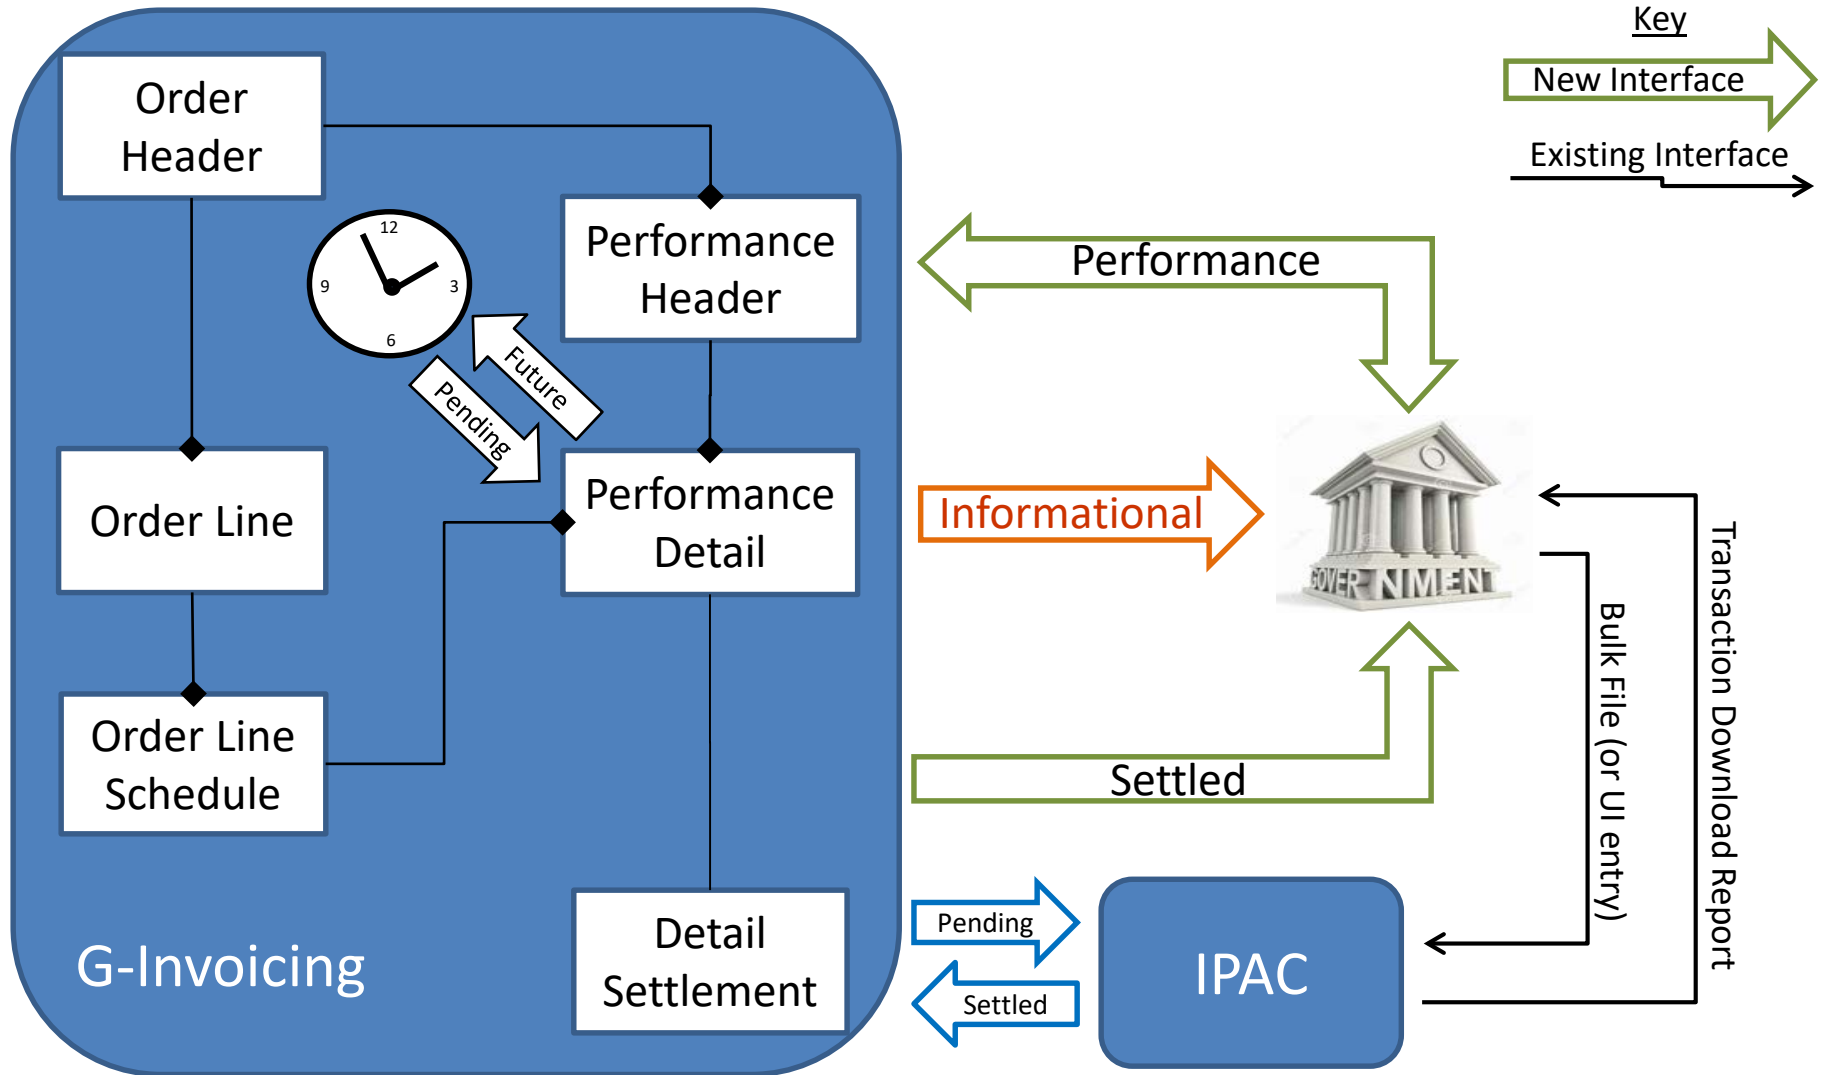 Key
New Interface
Existing Interface
Order
Header
12
3
6
9
Performance
Header
Future
Pending
Order Line
Performance
Detail
Order Line
Schedule
Detail
Settlement
G-Invoicing
Performance
Informational
GOVERNMENT
Settled
Pending
Settled
IPAC
Bulk File (or UI entry)
Transaction Download Report